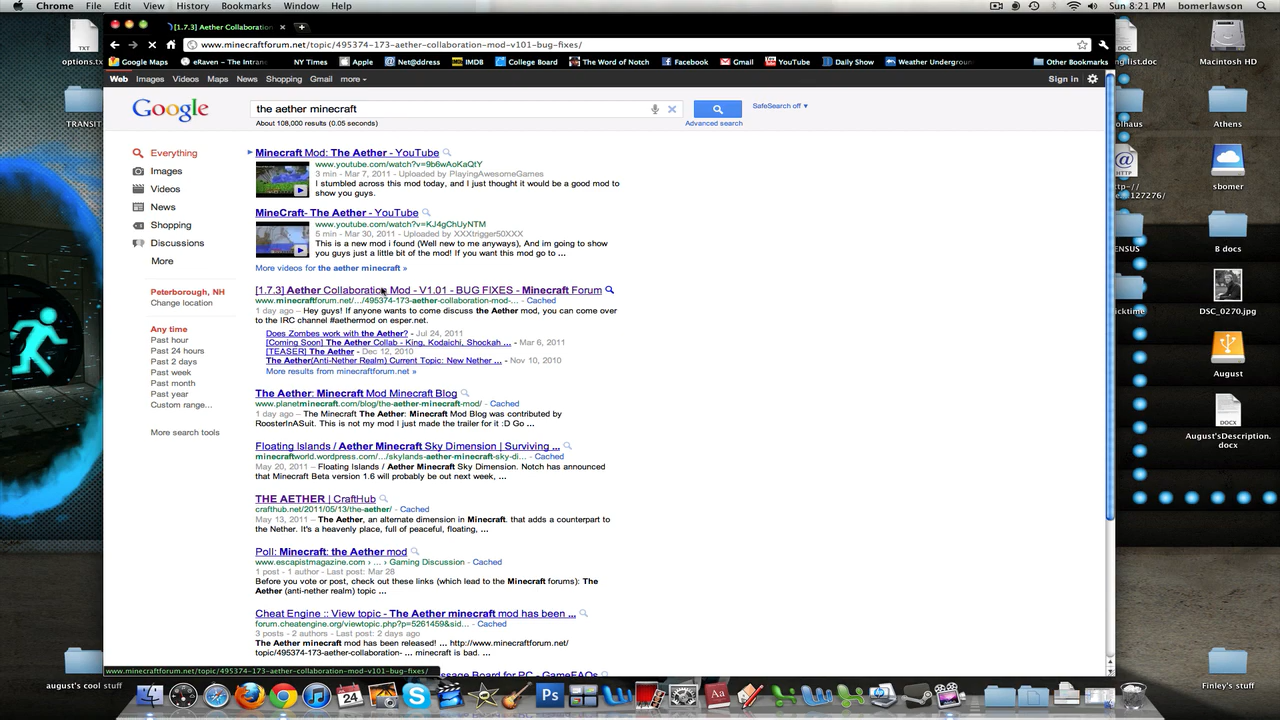 Chrome File Edit View History Bookmarks Window Help Sun 8:21 PM bomerlawson
[1.7.3] Aether Collaboration
www.minecraftforum.net/topic/495374-173-aether-collaboration-mod-v101-bug-fixes/
Google Maps eRaven - The Intran NY Times Apple Net@ddress IMDB College Board The Word of Notch Facebook Gmail YouTube Daily Show Weather Undergroun Other Bookmarks
Web Images Videos Maps News Shopping Gmail more Sign in
Google the aether minecraft SafeSearch off
About 108,000 results (0.05 seconds) Advanced search
Everything
Images
Videos
News
Shopping
Discussions
More
Peterborough, NH
Change location
Any time
Past hour
Past 24 hours
Past 2 days
Past week
Past month
Past year
Custom range...
More search tools
Minecraft Mod: The Aether - YouTube
www.youtube.com/watch?v=9b6wAoKaQtY
3 min - Mar 7, 2011 - Uploaded by PlayingAwesomeGames
I stumbled across this mod today, and I just thought it would be a good mod to
show you guys.
MineCraft- The Aether - YouTube
www.youtube.com/watch?v=KJ4gChUyNTM
5 min - Mar 30, 2011 - Uploaded by XXXtrigger50XXX
This is a new mod i found (Well new to me anyways), And im going to show
you guys just a little bit of the mod! If you want this mod go to ...
More videos for the aether minecraft »
[1.7.3] Aether Collaboration Mod - V1.01 - BUG FIXES - Minecraft Forum
www.minecraftforum.net/.../495374-173-aether-collaboration-mod-... - Cached
1 day ago – Hey guys! If anyone wants to come discuss the Aether mod, you can come over
to the IRC channel #aethermod on esper.net.
Does Zombes work with the Aether? - Jul 24, 2011
[Coming Soon] The Aether Collab - King, Kodaichi, Shockah ... - Mar 6, 2011
[TEASER] The Aether - Dec 12, 2010
The Aether(Anti-Nether Realm) Current Topic: New Nether ... - Nov 10, 2010
More results from minecraftforum.net »
The Aether: Minecraft Mod Minecraft Blog
www.planetminecraft.com/blog/the-aether-minecraft-mod/ - Cached
1 day ago – The Minecraft The Aether: Minecraft Mod Blog was contributed by
RoosterInASuit. This is not my mod I just made the trailer for it :D Go ...
Floating Islands / Aether Minecraft Sky Dimension | Surviving ...
minecraftworld.wordpress.com/.../skylands-aether-minecraft-sky-di... - Cached
May 20, 2011 – Floating Islands / Aether Minecraft Sky Dimension. Notch has announced
that Minecraft Beta version 1.6 will probably be out next week, ...
THE AETHER | CraftHub
crafthub.net/2011/05/13/the-aether/ - Cached
May 13, 2011 – The Aether, an alternate dimension in Minecraft. that adds a counterpart to
the Nether. It's a heavenly place, full of peaceful, floating, ...
Poll: Minecraft: the Aether mod
www.escapistmagazine.com › ... › Gaming Discussion - Cached
1 post - 1 author - Last post: Mar 28
Before you vote or post, check out these links (which lead to the Minecraft forums): The
Aether (anti-nether realm) topic ...
Cheat Engine :: View topic - The Aether minecraft mod has been ...
forum.cheatengine.org/viewtopic.php?p=5261459&sid... - Cached
3 posts - 2 authors - Last post: 2 days ago
The Aether minecraft mod has been released! ... http://www.minecraftforum.net/
topic/495374-173-aether-collaboration- ... minecraft is bad. ...
ssage Board for PC - GameFAQs
www.minecraftforum.net/topic/495374-173-aether-collaboration-mod-v101-bug-fixes/
TXT
options.tx
TRANSIT
august's cool stuff
DOC
g list.doc
Macintosh HD
olhaus
Athens
HTTP
http-//
127276/
sbomer
ENSUS
B docs
icktime
DSC_0270.jpg
August
DOCX
August'sDescription.
docx
Finley's stuff
24
Ps
Aa